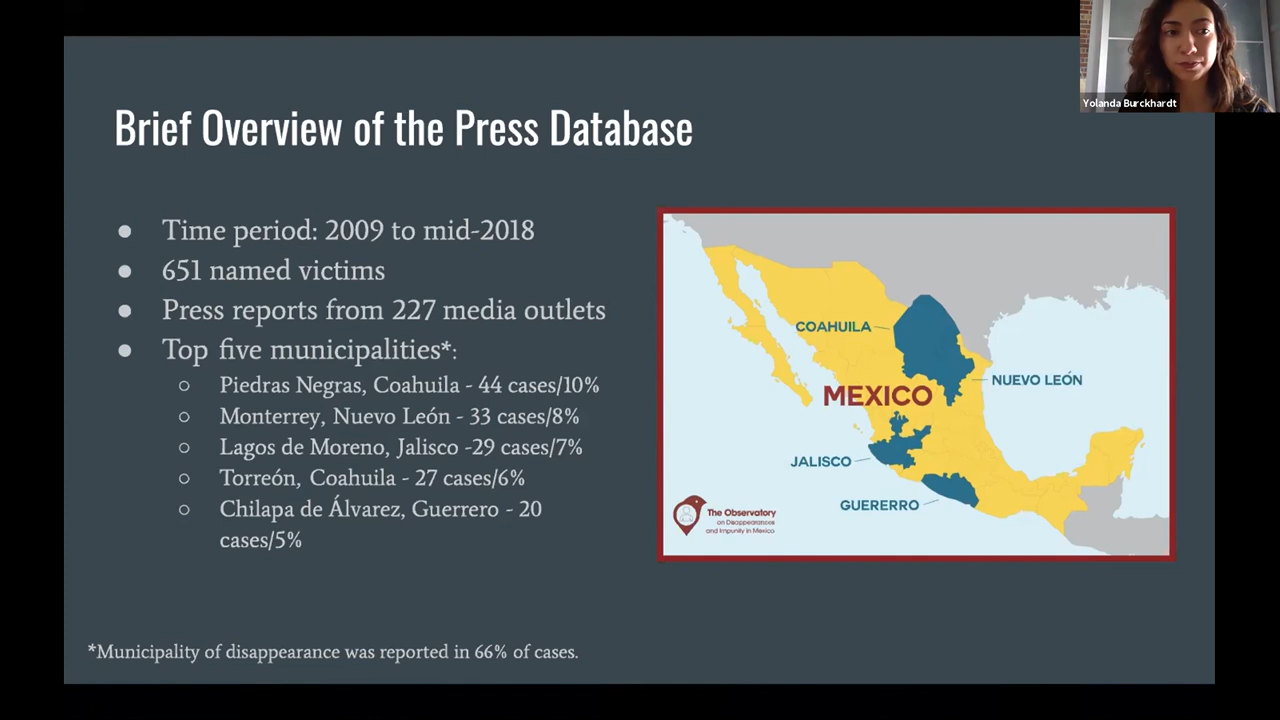 Yolanda Burckhardt
Brief Overview of the Press Database
● Time period: 2009 to mid-2018
● 651 named victims
● Press reports from 227 media outlets
● Top five municipalities*:
○ Piedras Negras, Coahuila - 44 cases/10%
○ Monterrey, Nuevo León - 33 cases/8%
○ Lagos de Moreno, Jalisco -29 cases/7%
○ Torreón, Coahuila - 27 cases/6%
○ Chilapa de Álvarez, Guerrero - 20
cases/5%
COAHUILA
NUEVO LEÓN
MEXICO
JALISCO
GUERERRO
The Observatory
on Disappearances
and Impunity in Mexico
*Municipality of disappearance was reported in 66% of cases.